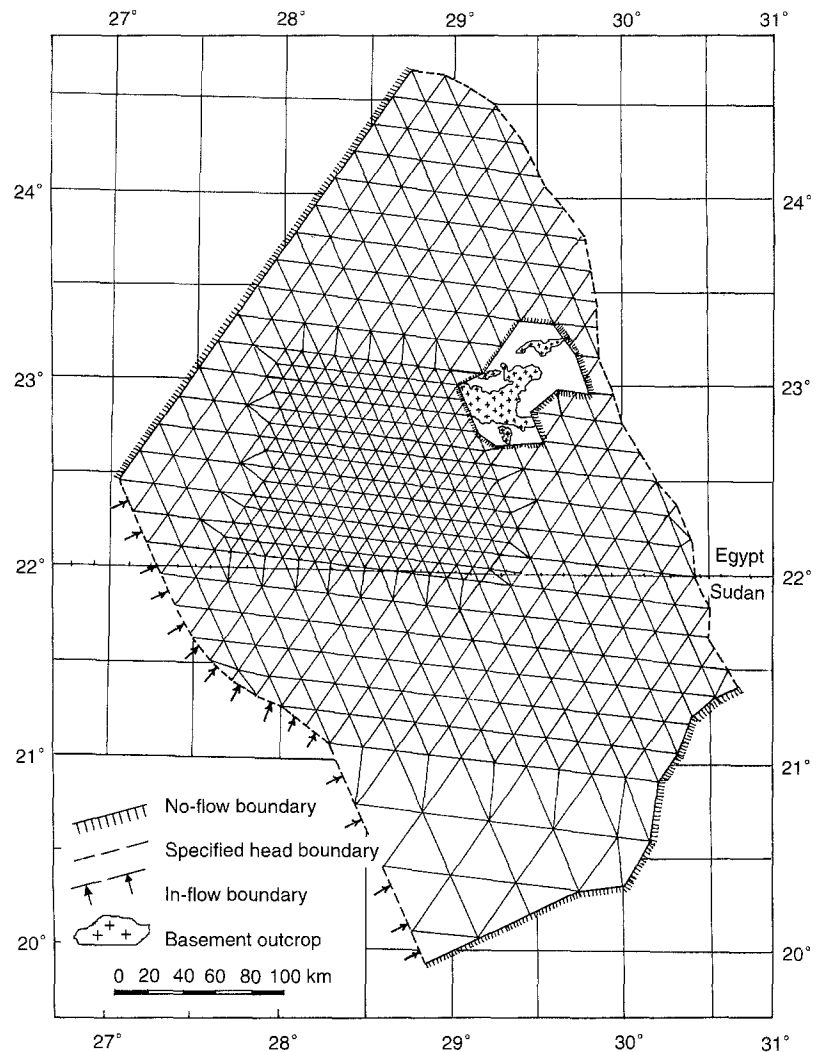 27° 28° 29° 30° 31°
24° 24°
23° 23°
22° Egypt 22°
Sudan
21° 21°
No-flow boundary
Specified head boundary
In-flow boundary
Basement outcrop
20° 20°
0 20 40 60 80 100 km
27° 28° 29° 30° 31°